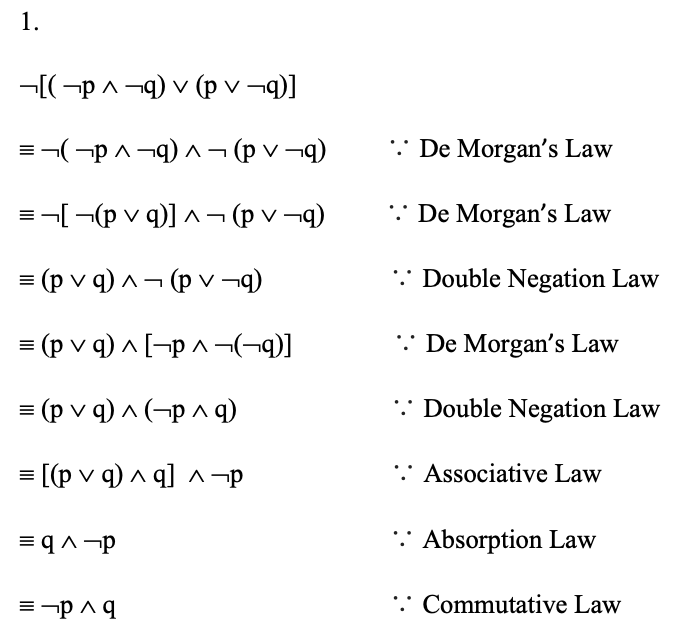 1.
¬[( ¬p ∧ ¬q) ∨ (p ∨ ¬q)]
≡ ¬( ¬p ∧ ¬q) ∧ ¬ (p ∨ ¬q) ∵ De Morgan’s Law
≡ ¬[ ¬(p ∨ q)] ∧ ¬ (p ∨ ¬q) ∵ De Morgan’s Law
≡ (p ∨ q) ∧ ¬ (p ∨ ¬q) ∵ Double Negation Law
≡ (p ∨ q) ∧ [¬p ∧ ¬(¬q)] ∵ De Morgan’s Law
≡ (p ∨ q) ∧ (¬p ∧ q) ∵ Double Negation Law
≡ [(p ∨ q) ∧ q] ∧ ¬p ∵ Associative Law
≡ q ∧ ¬p ∵ Absorption Law
≡ ¬p ∧ q ∵ Commutative Law